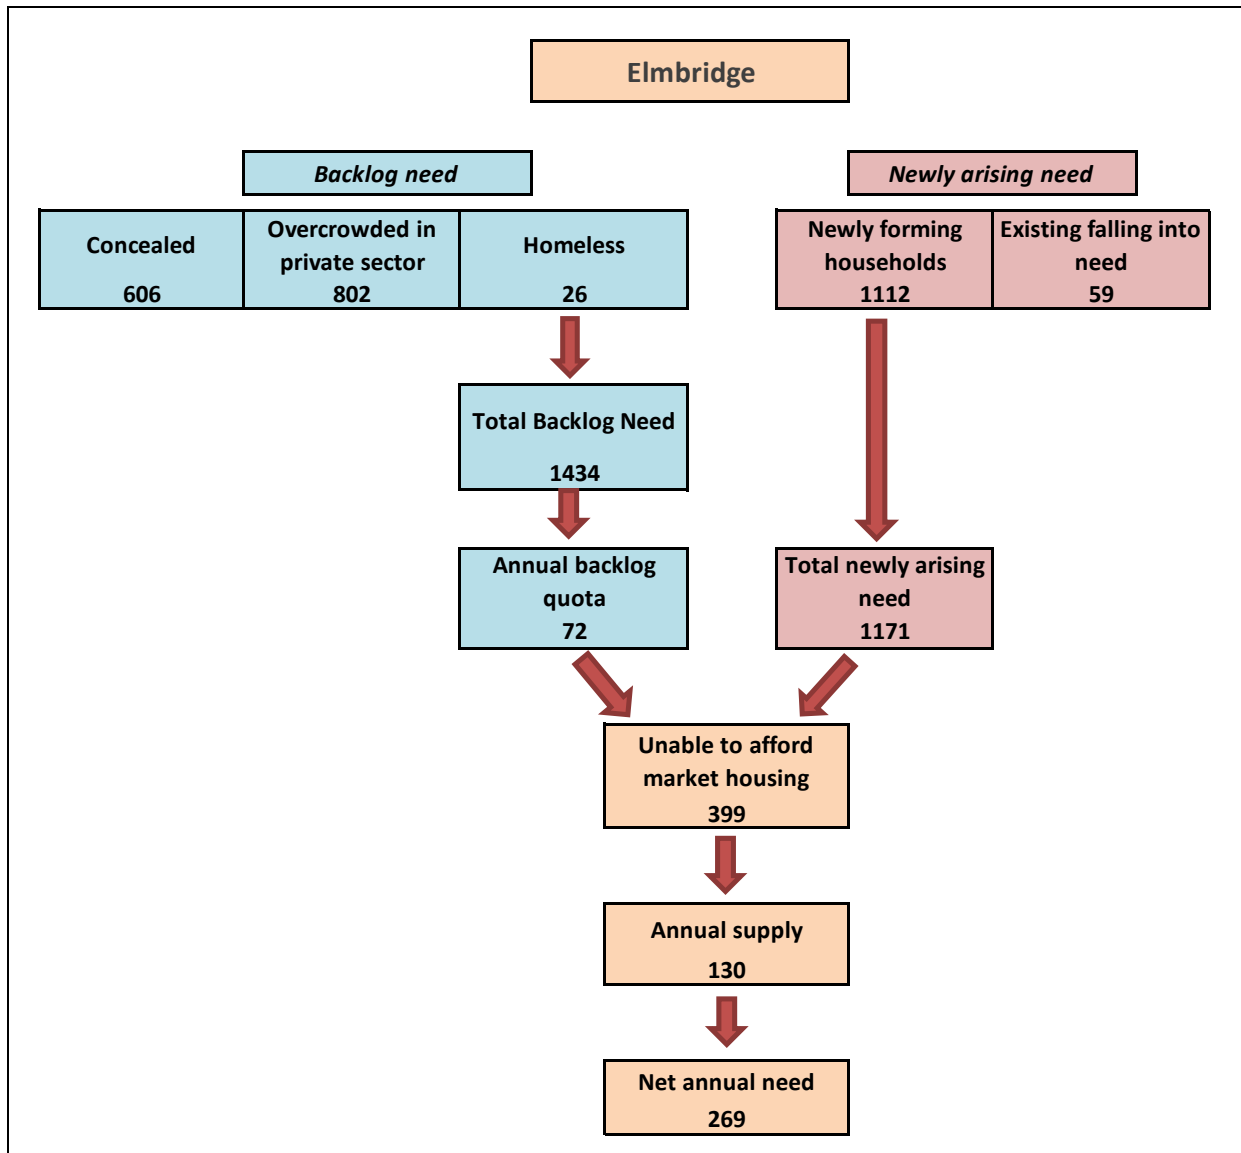 Elmbridge
Backlog need
Newly arising need
Concealed
606
Overcrowded in
private sector
802
Homeless
26
Newly forming
households
1112
Existing falling into
need
59
Total Backlog Need
1434
Annual backlog
quota
72
Total newly arising
need
1171
Unable to afford
market housing
399
Annual supply
130
Net annual need
269